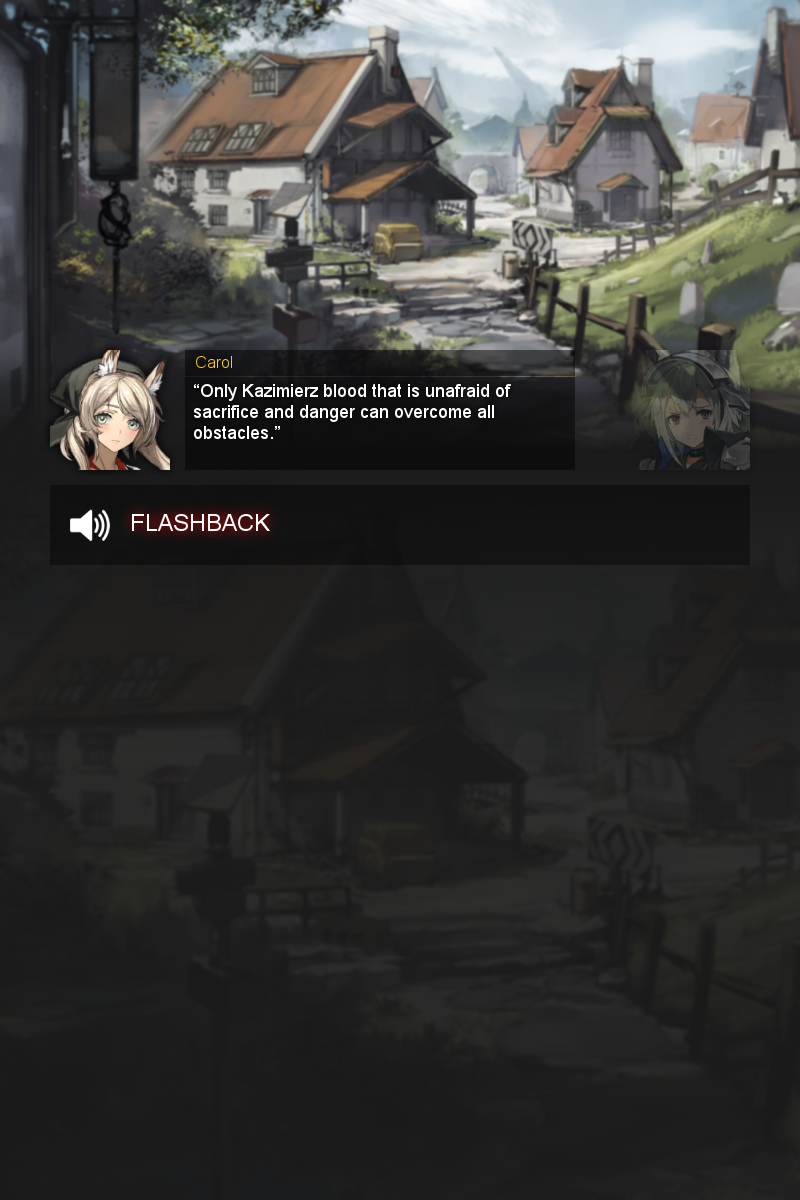 Carol
“Only Kazimierz blood that is unafraid of
sacrifice and danger can overcome all
obstacles.”
FLASHBACK